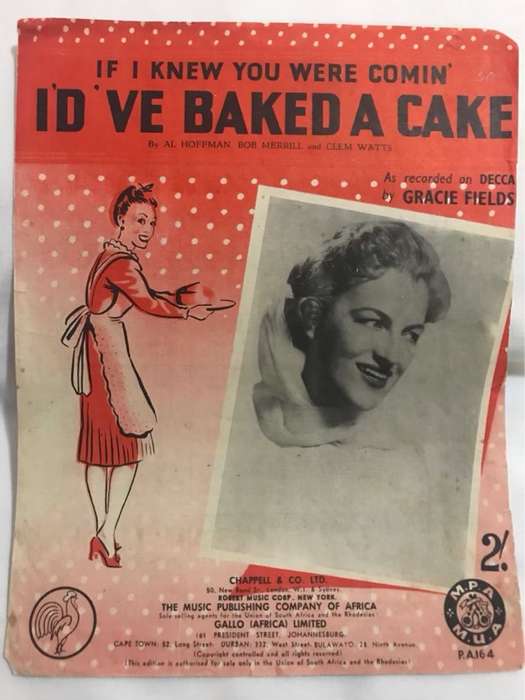 IF I KNEW YOU WERE COMIN'
I'D 'VE BAKED A CAKE
By AL HOFFMAN BOB MERRILL and CLEM WATTS
As recorded on DECCA
by GRACIE FIELDS
2/.
CHAPPELL & CO. LTD.
50, New Bond St., London, W.1. & Sydney.
ROBERT MUSIC CORP. NEW YORK.
THE MUSIC PUBLISHING COMPANY OF AFRICA
Sole selling agents for the Union of South Africa and the Rhodesies
GALLO (AFRICA) LIMITED
161 PRESIDENT STREET, JOHANNESBURG.
CAPE TOWN: 52, Long Street: DURBAN: 332, West Street, BULAWAYO: 28, North Avenue.
(Copyright controlled and all rights reserved)
(This edition is authorised for sale only in the Union of South Africa and the Rhodesies)
M.P.A.
M.U.A.
P.A.164